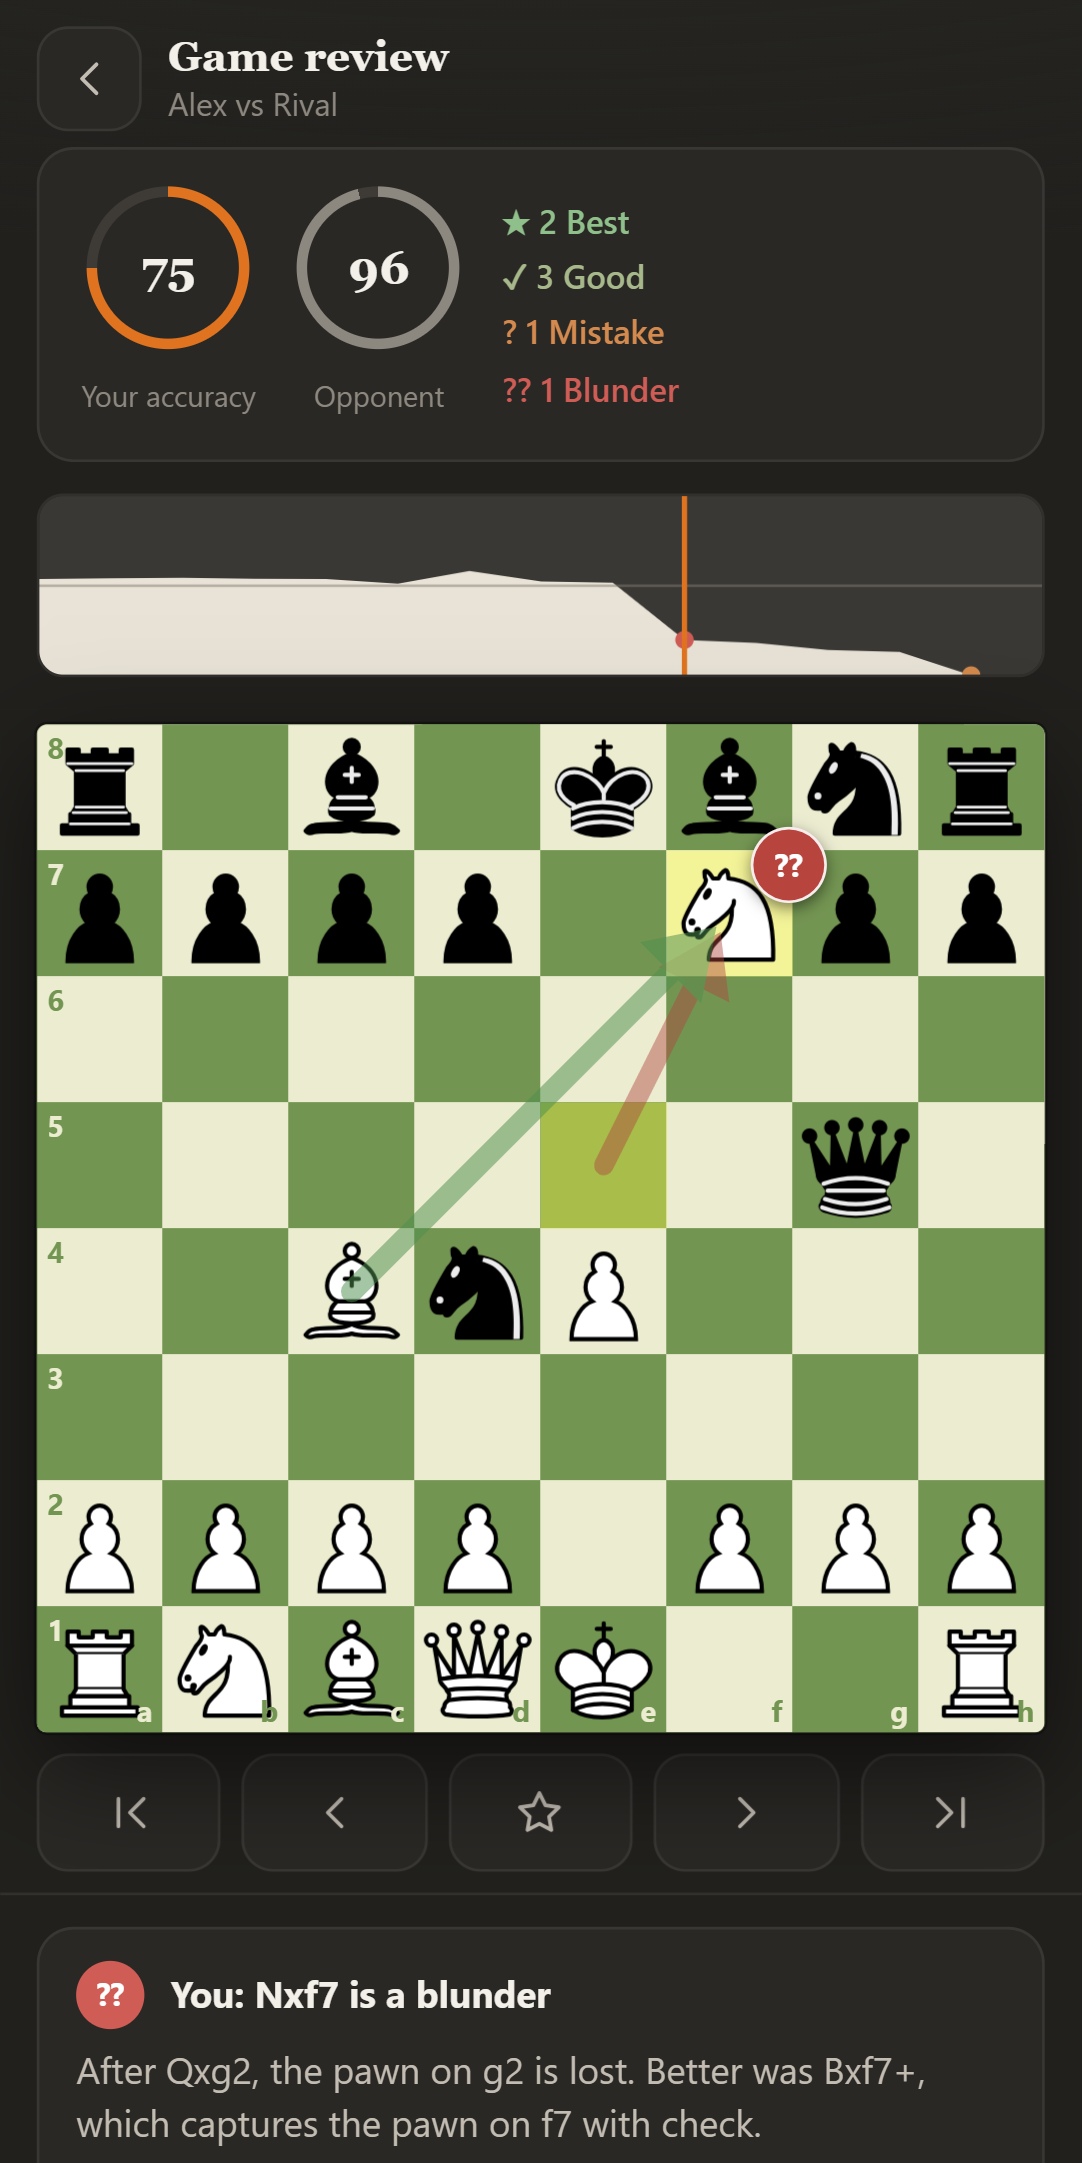 Game review
Alex vs Rival
75
96
Your accuracy
Opponent
★ 2 Best
✓ 3 Good
? 1 Mistake
?? 1 Blunder
8
??
7
6
5
4
3
2
1
a b c d e f g h
?? You: Nxf7 is a blunder
After Qxg2, the pawn on g2 is lost. Better was Bxf7+,
which captures the pawn on f7 with check.